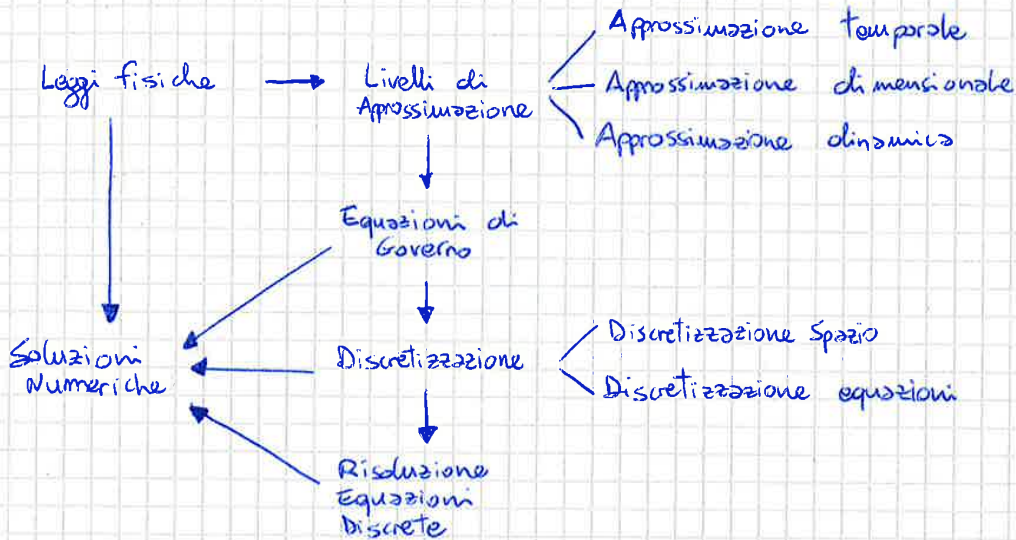 Approssimazione temporale
Leggi fisiche
Livelli di
Approssimazione
Approssimazione dimensionale
Approssimazione dinamica
Equazioni di
Governo
Soluzioni
Numeriche
Discretizzazione
Discretizzazione Spazio
Discretizzazione equazioni
Risoluzione
Equazioni
Discrete